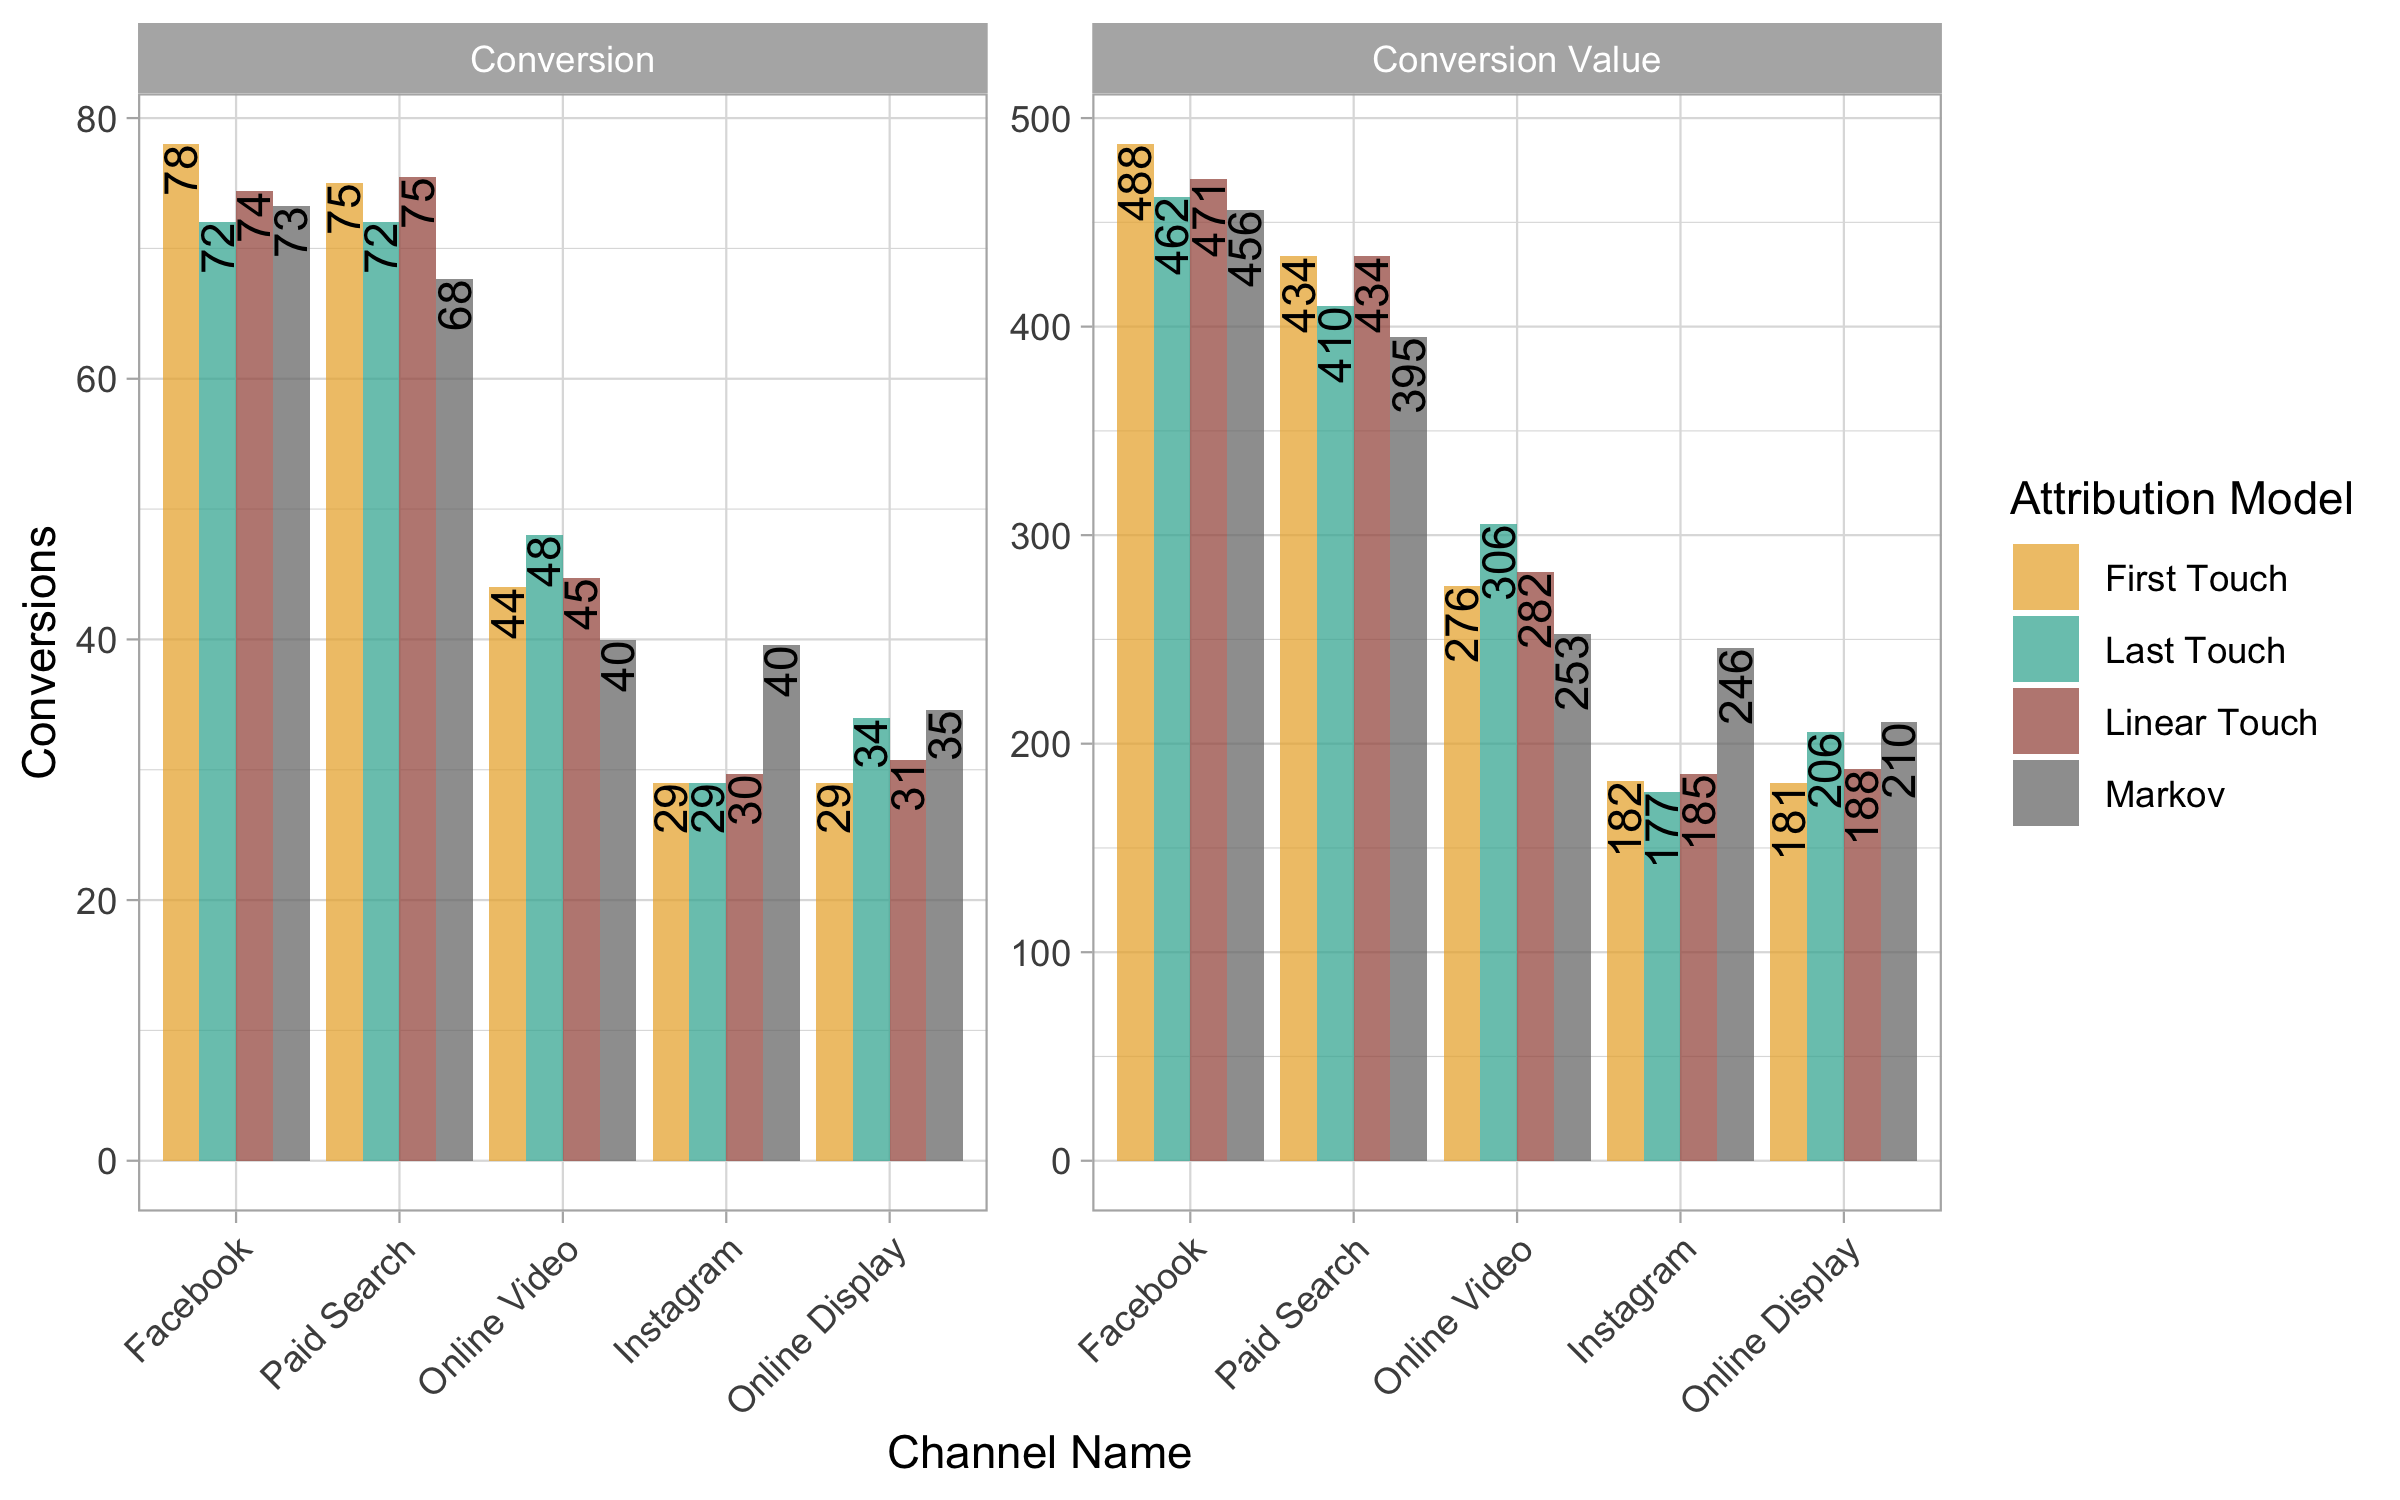 Conversion
Conversion Value
Conversions
80
60
40
20
0
78
72
74
73
75
72
75
68
44
48
45
40
29
29
30
40
29
34
31
35
500
400
300
200
100
0
488
462
471
456
434
410
434
395
276
306
282
253
182
177
185
246
181
206
188
210
Facebook
Paid Search
Online Video
Instagram
Online Display
Facebook
Paid Search
Online Video
Instagram
Online Display
Channel Name
Attribution Model
First Touch
Last Touch
Linear Touch
Markov